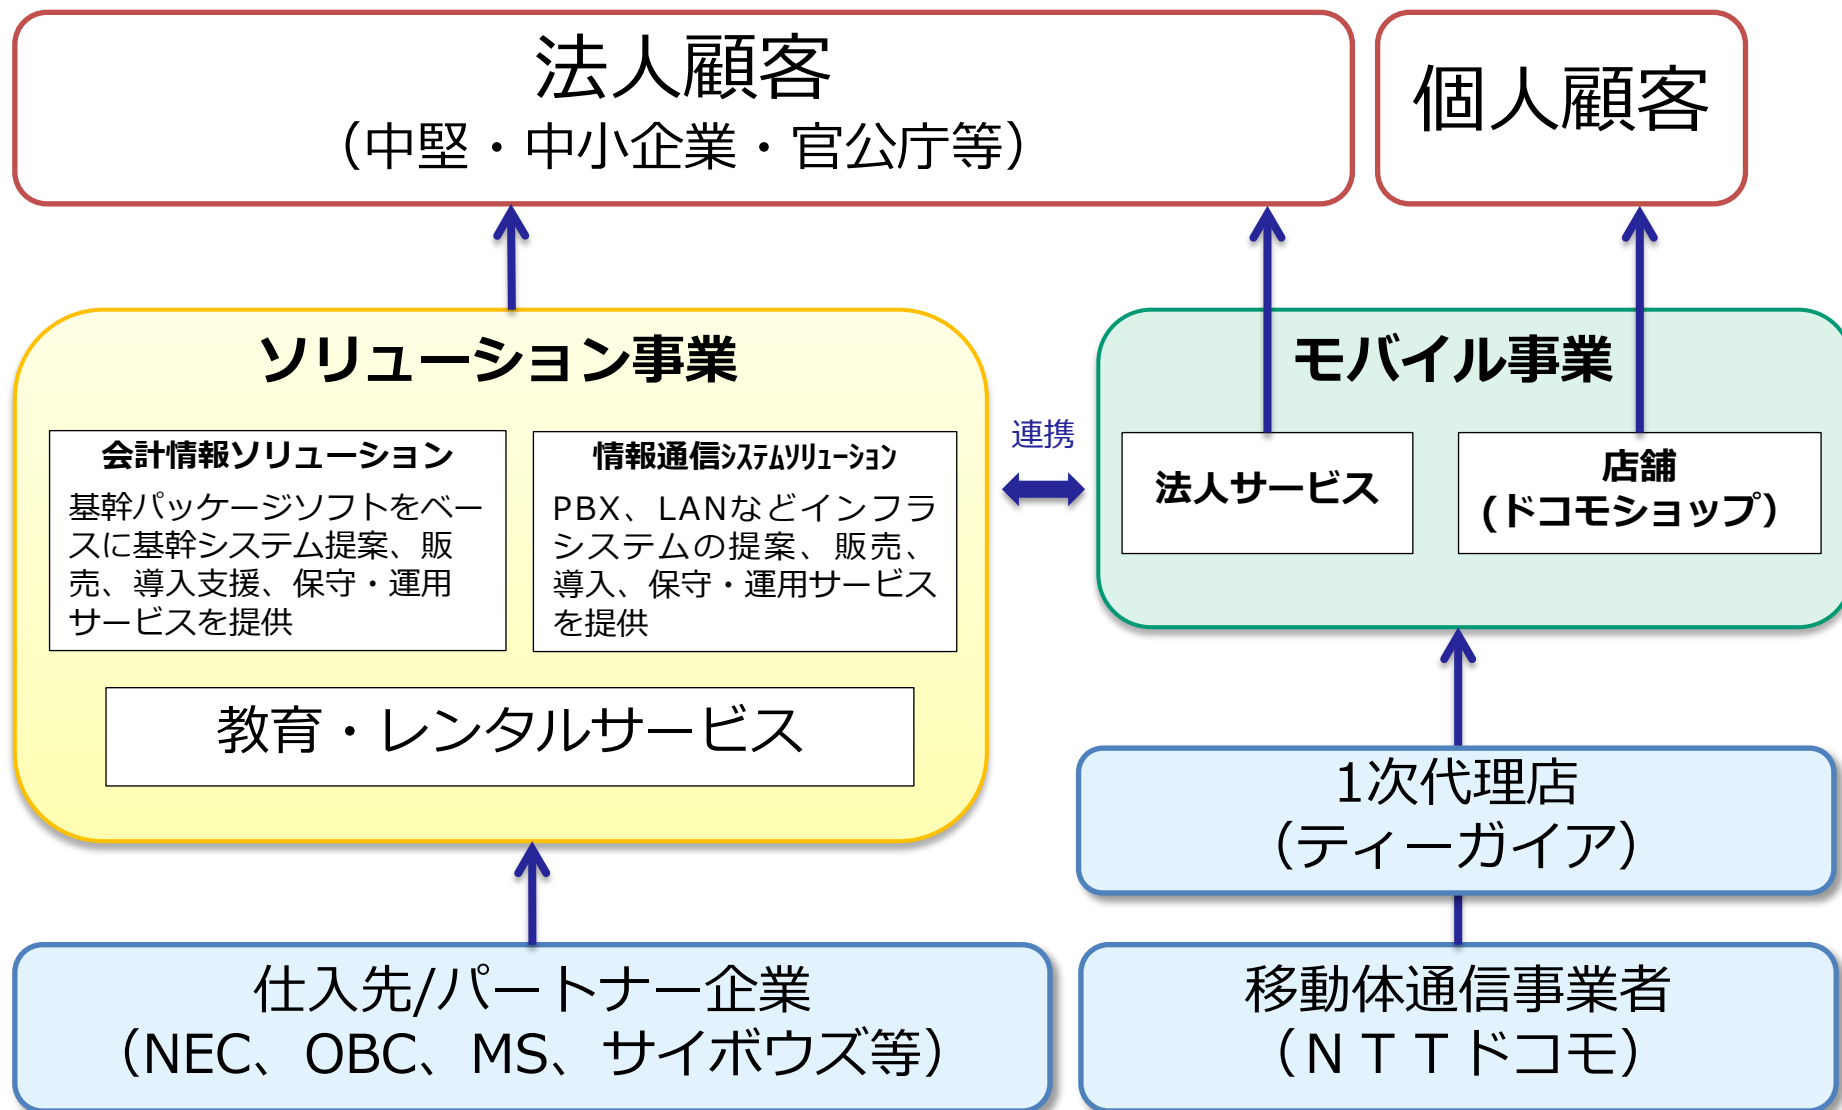 法人顧客
（中堅・中小企業・官公庁等）
個人顧客
ソリューション事業
会計情報ソリューション
基幹パッケージソフトをベー
スに基幹システム提案、販
売、導入支援、保守・運用
サービスを提供
情報通信ｼｽﾃﾑｿﾘｭｰｼｮﾝ
PBX、LANなどインフラ
システムの提案、販売、
導入、保守・運用サービス
を提供
教育・レンタルサービス
連携
モバイル事業
法人サービス
店舗
(ドコモショップ）
1次代理店
（ティーガイア）
仕入先/パートナー企業
（NEC、OBC、MS、サイボウズ等）
移動体通信事業者
（ＮＴＴドコモ）